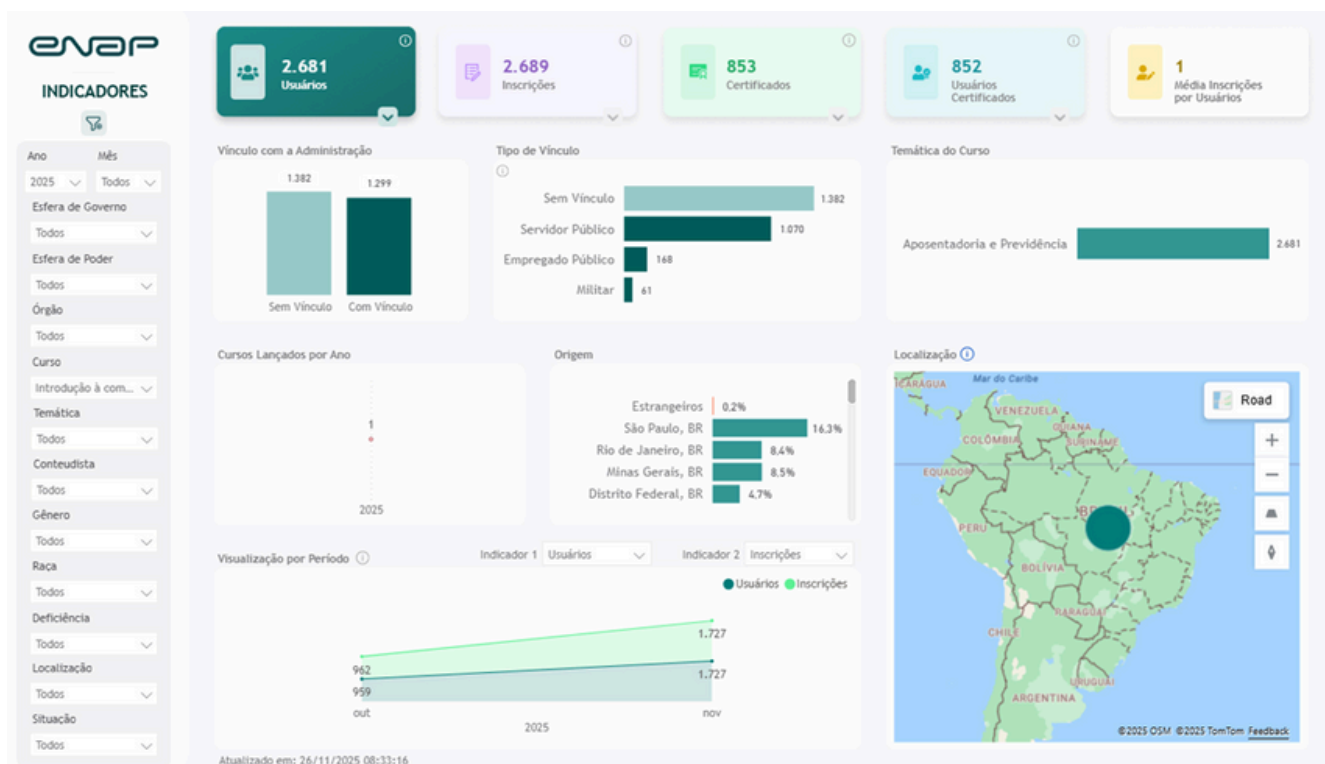 enap
INDICADORES
Ano Mês
2025 Todos
Esfera de Governo
Todos
Esfera de Poder
Todos
Órgão
Todos
Curso
Introdução à com...
Temática
Todos
Conteudista
Todos
Gênero
Todos
Raça
Todos
Deficiência
Todos
Localização
Todos
Situação
Todos
2.681
Usuários
2.689
Inscrições
853
Certificados
852
Usuários
Certificados
1
Média Inscrições
por Usuários
Vínculo com a Administração
1.382 1.299
Sem Vínculo Com Vínculo
Tipo de Vínculo
Sem Vínculo 1.382
Servidor Público 1.070
Empregado Público 168
Militar 61
Temática do Curso
Aposentadoria e Previdência 2.681
Cursos Lançados por Ano
1
2025
Origem
Estrangeiros 0,2%
São Paulo, BR 16,3%
Rio de Janeiro, BR 8,4%
Minas Gerais, BR 8,5%
Distrito Federal, BR 4,7%
Localização
Mar do Caribe
ICARÁGUA
VENEZUELA
GUIANA
COLÔMBIA
SURINAME
EQUADOR
PERU
BOLÍVIA
PARAGUAI
CHILE
URUGUAI
ARGENTINA
Road
©2025 OSM ©2025 TomTom Feedback
Visualização por Período
Indicador 1 Usuários Indicador 2 Inscrições
Usuários Inscrições
1.727
962
1.727
959
out nov
2025
Atualizado em: 26/11/2025 08:33:16